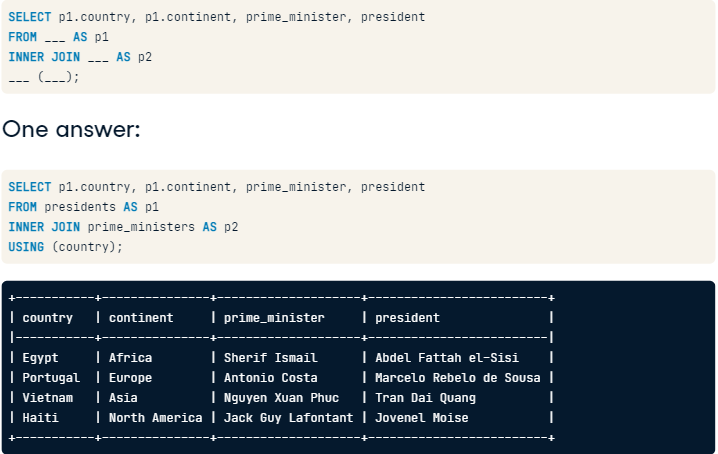 SELECT p1.country, p1.continent, prime_minister, president
FROM ___ AS p1
INNER JOIN ___ AS p2
___ (___);
One answer:
SELECT p1.country, p1.continent, prime_minister, president
FROM presidents AS p1
INNER JOIN prime_ministers AS p2
USING (country);
+-----------+---------------+-------------------+------------------------+
| country   | continent     | prime_minister    | president              |
|-----------+---------------+-------------------+------------------------|
| Egypt     | Africa        | Sherif Ismail     | Abdel Fattah el-Sisi   |
| Portugal  | Europe        | Antonio Costa     | Marcelo Rebelo de Sousa |
| Vietnam   | Asia          | Nguyen Xuan Phuc  | Tran Dai Quang         |
| Haiti     | North America | Jack Guy Lafontant | Jovenel Moise          |
+-----------+---------------+-------------------+------------------------+